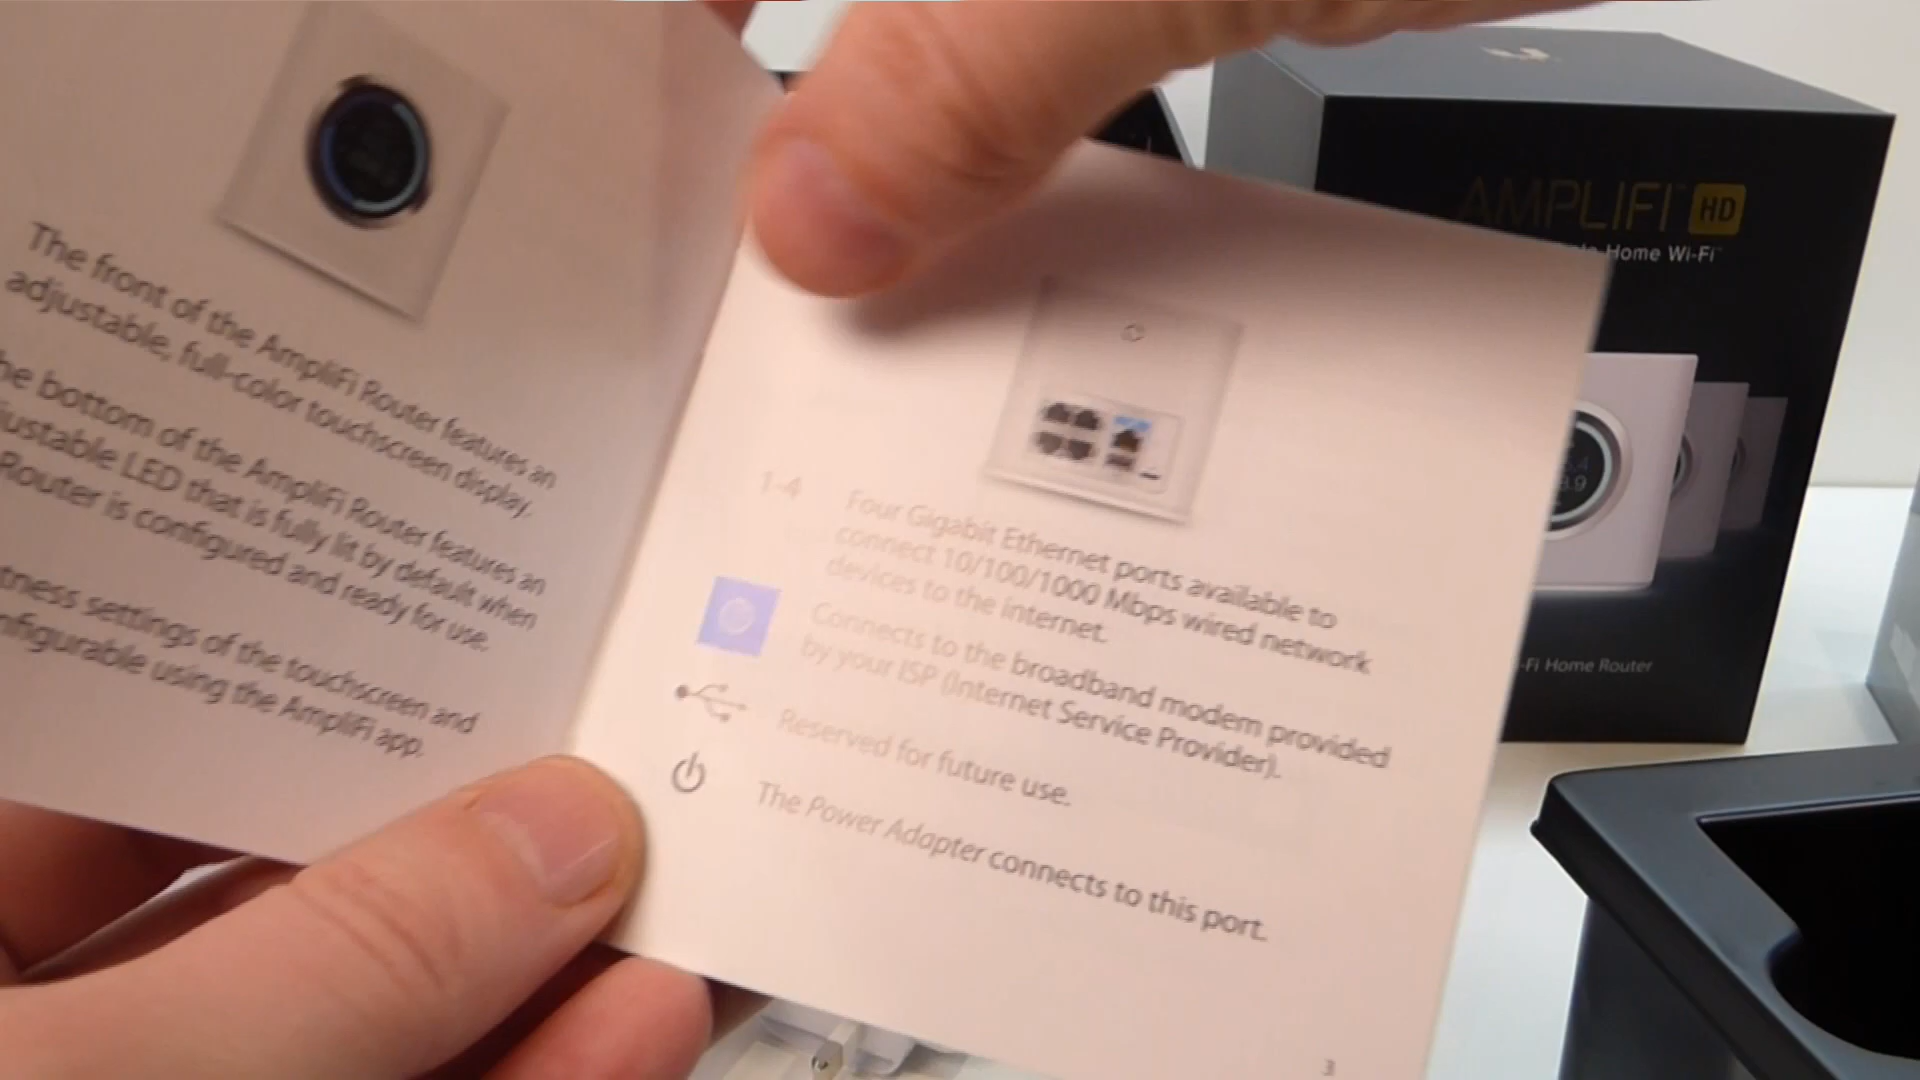 The front of the AmpliFi Router features an
adjustable, full-color touchscreen display.
he bottom of the AmpliFi Router features an
justable LED that is fully lit by default when
Router is configured and ready for use.
tness settings of the touchscreen and
nfigurable using the AmpliFi app.
1-4
Four Gigabit Ethernet ports available to
connect 10/100/1000 Mbps wired network
devices to the Internet.
Connects to the broadband modem provided
by your ISP (Internet Service Provider).
Reserved for future use.
The Power Adapter connects to this port.
3
AMPLIFI™ HD
Home Wi-Fi™
-Fi Home Router